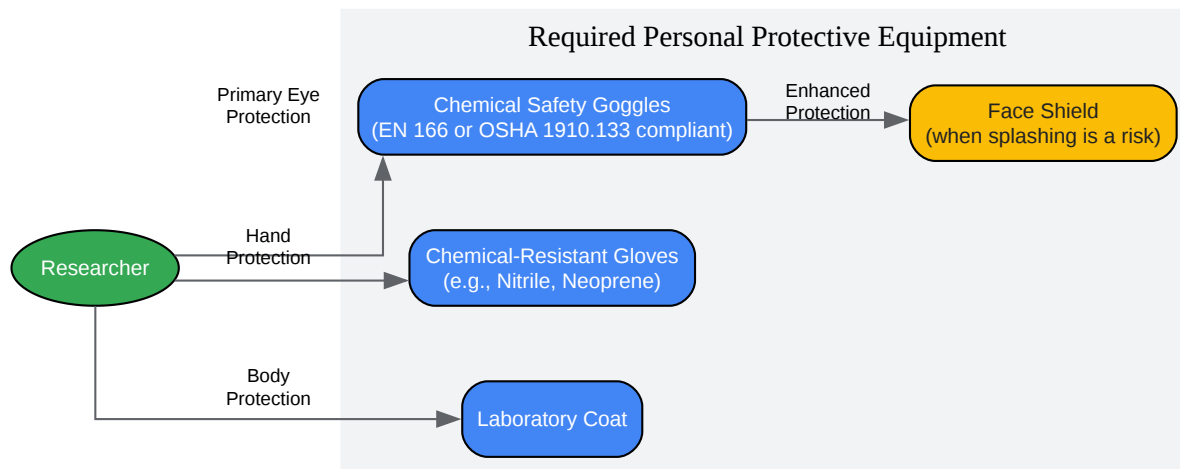 Required Personal Protective Equipment
Primary Eye
Protection
Chemical Safety Goggles
(EN 166 or OSHA 1910.133 compliant)
Enhanced
Protection
Face Shield
(when splashing is a risk)
Researcher
Hand
Protection
Chemical-Resistant Gloves
(e.g., Nitrile, Neoprene)
Body
Protection
Laboratory Coat